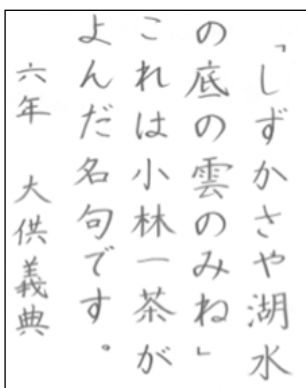 「しずかさや湖水
の底の雲のみね」
これは小林一茶が
よんだ名句です。
六年 大供義典